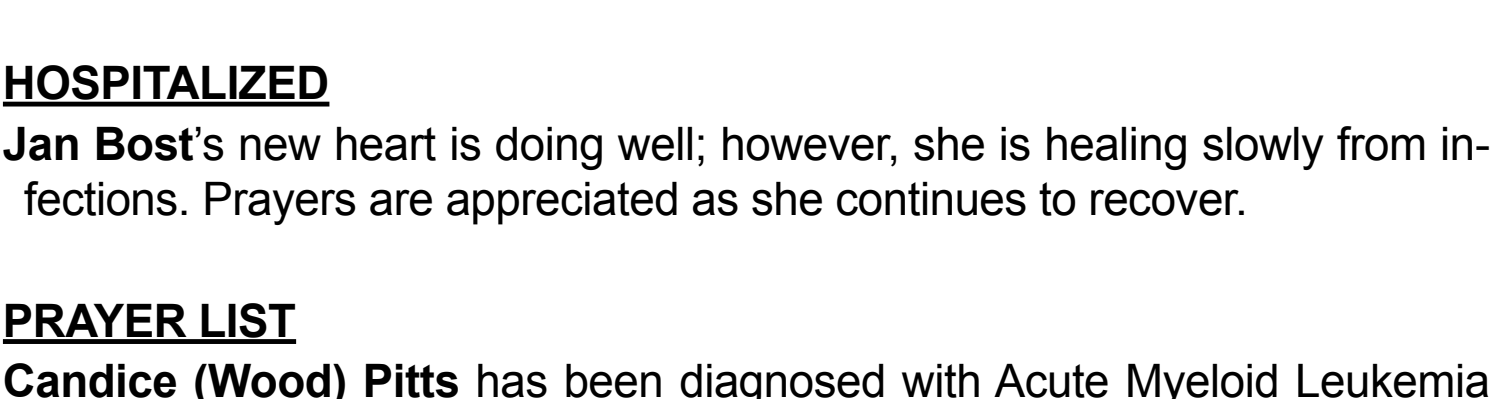 HOSPITALIZED
Jan Bost’s new heart is doing well; however, she is healing slowly from in-
fections. Prayers are appreciated as she continues to recover.
PRAYER LIST
Candice (Wood) Pitts has been diagnosed with Acute Myeloid Leukemia